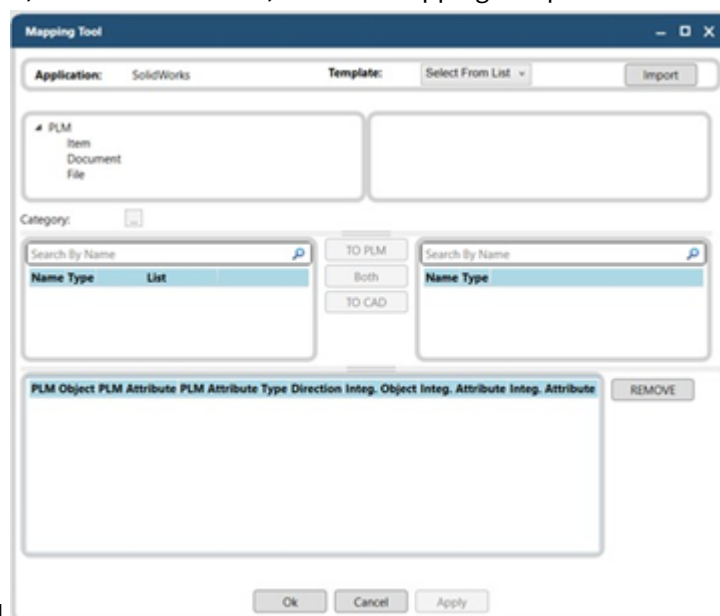 Mapping Tool
Application: SolidWorks Template: Select From List Import
PLM
Item
Document
File
Category: ...
Search By Name TO PLM Search By Name
Name Type List Both Name Type
TO CAD
PLM Object PLM Attribute PLM Attribute Type Direction Integ. Object Integ. Attribute Integ. Attribute REMOVE
Ok Cancel Apply